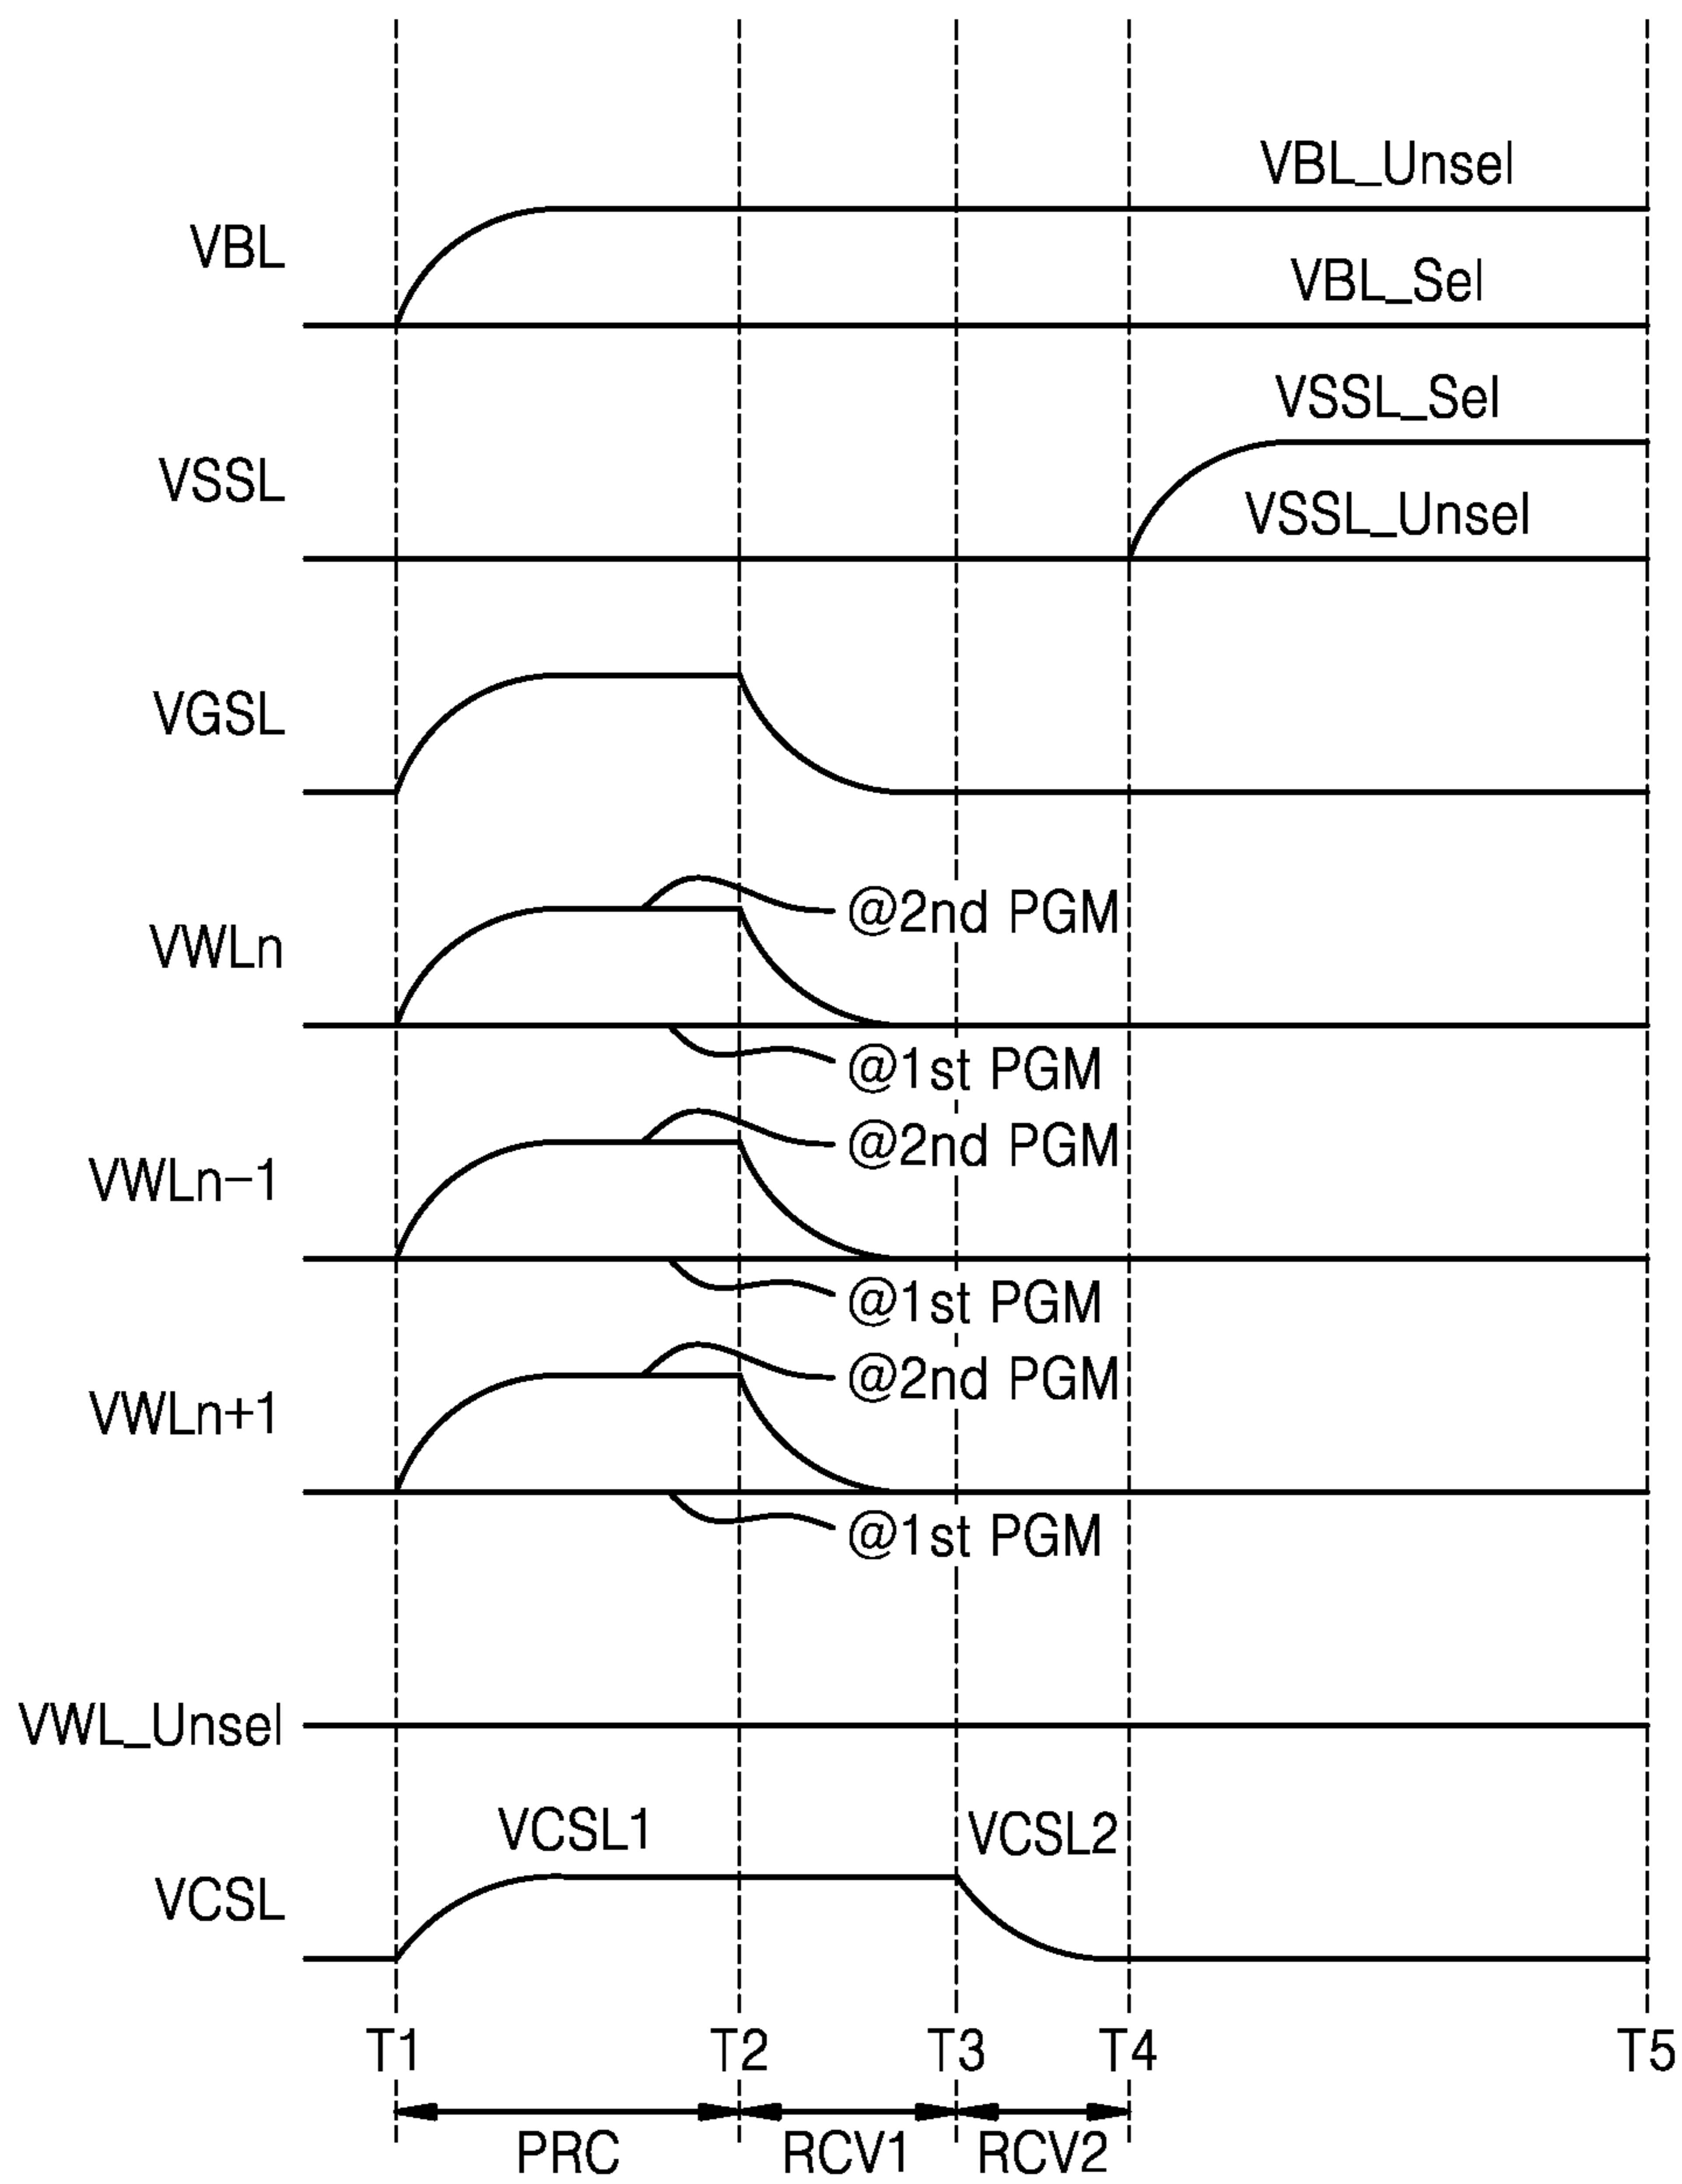 VBL_Unsel
VBL
VBL_Sel
VSSL_Sel
VSSL
VSSL_Unsel
VGSL
@2nd PGM
VWLn
@1st PGM
@2nd PGM
VWLn-1
@1st PGM
@2nd PGM
VWLn+1
@1st PGM
VWL_Unsel
VCSL1 VCSL2
VCSL
T1 T2 T3 T4 T5
PRC RCV1 RCV2